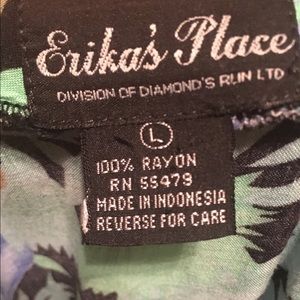 Erika's Place
DIVISION OF DIAMOND'S RUN LTD
L
100% RAYON
RN 55479
MADE IN INDONESIA
REVERSE FOR CARE